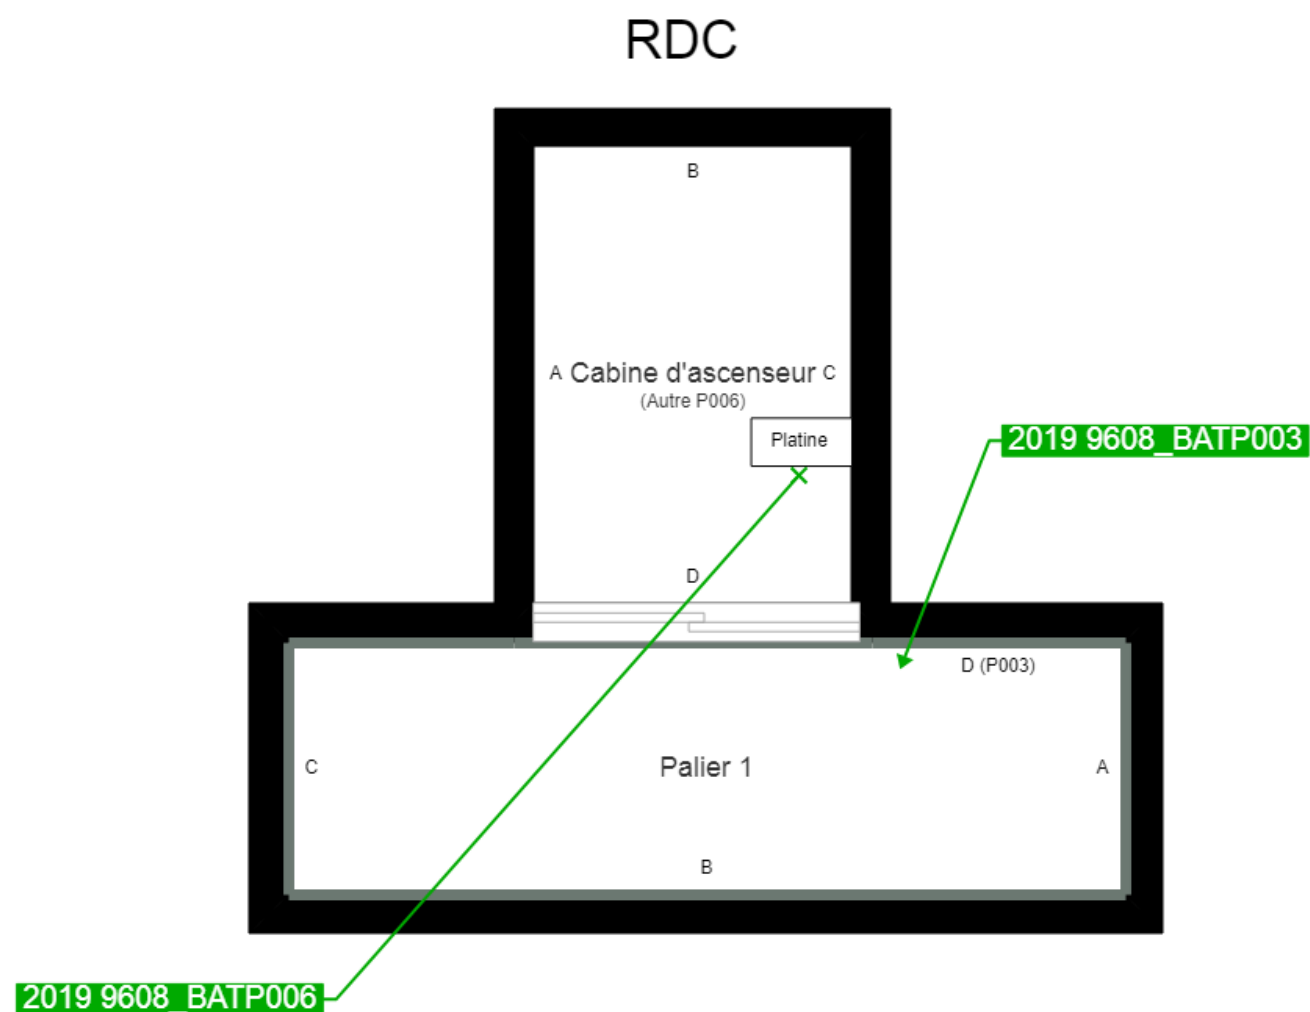 RDC
B
A Cabine d'ascenseur C
(Autre P006)
Platine
2019 9608_BATP003
D
D (P003)
C
Palier 1
A
B
2019 9608_BATP006